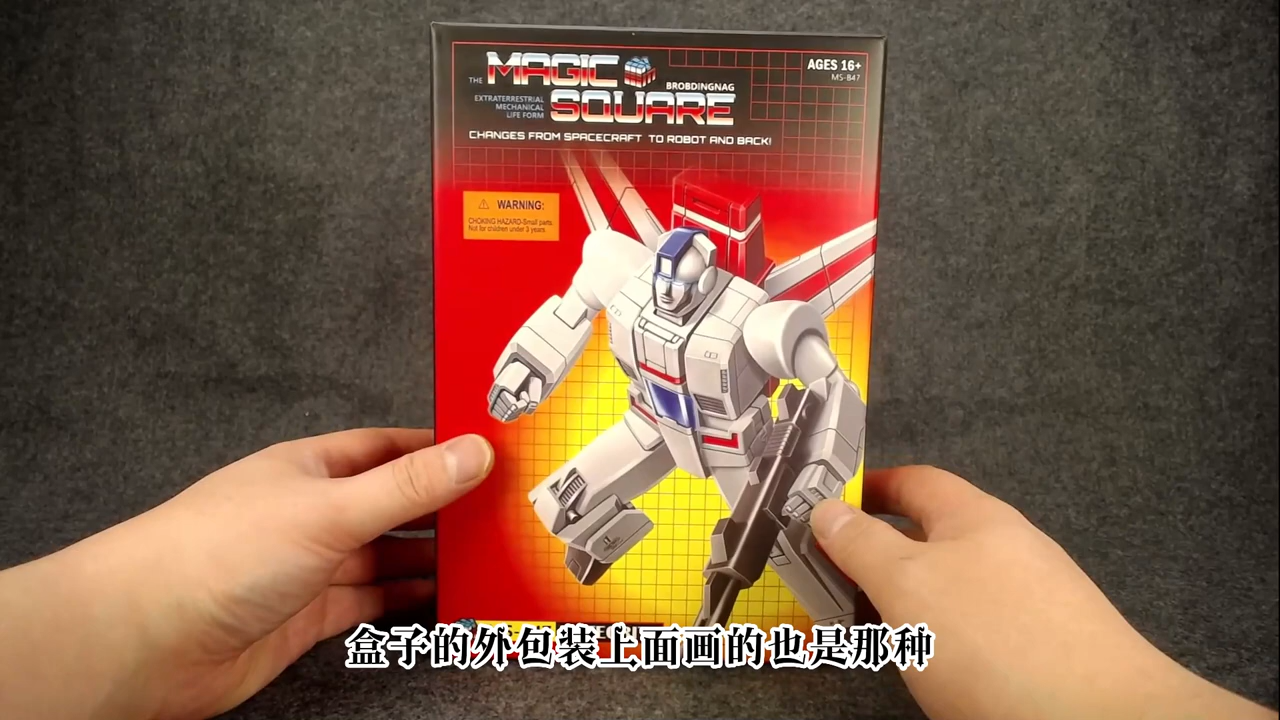 THE MAGIC
BROBDINGNAG
EXTRATERRESTRIAL
MECHANICAL
LIFE FORM
SQUARE
CHANGES FROM SPACECRAFT TO ROBOT AND BACK!
AGES 16+
MS-B47
WARNING:
CHOKING HAZARD-Small parts.
Not for children under 3 years.
盒子的外包装上面画的也是那种